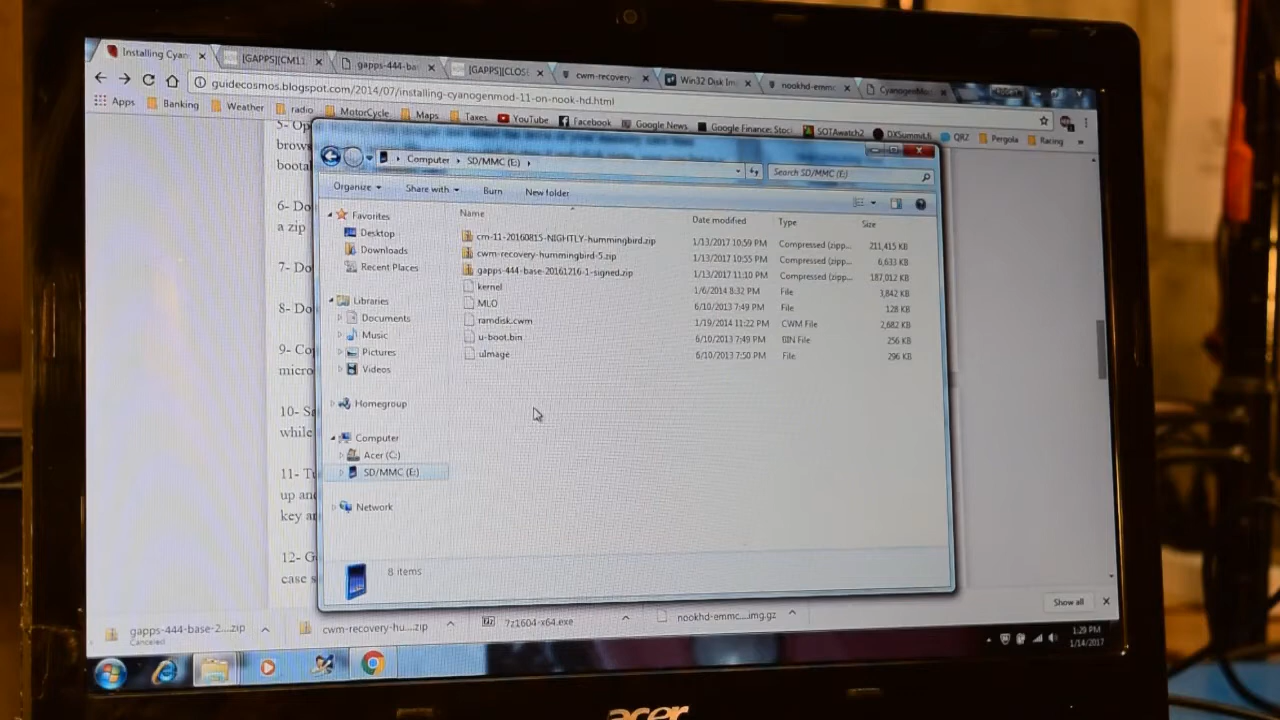 Installing Cyan
[GAPPS][CM11
gapps-444-ba
[GAPPS][CLOSE
cwm-recovery
Win32 Disk Im
nookhd-emmc
guidecosmos.blogspot.com/2014/07/installing-cyanogenmod-11-on-nook-hd.html
Apps Banking Weather radio MotorCycle Maps Taxes YouTube Facebook Google News Google Finance: Stocl SOTAwatch2 DXSummit.fi QRZ Pergola Racing »
5- Op
brow
boota
6- Do
a zip
7- Do
8- Do
9- Co
micro
10- Sa
while
11- Tu
up and
key an
12- G
case s
Computer SD/MMC (E:)
Search SD/MMC (E:)
Organize Share with Burn New folder
Favorites
Desktop
Downloads
Recent Places
Libraries
Documents
Music
Pictures
Videos
Homegroup
Computer
Acer (C:)
SD/MMC (E:)
Network
Name Date modified Type Size
cm-11-20160815-NIGHTLY-hummingbird.zip 1/13/2017 10:59 PM Compressed (zipp... 211,415 KB
cwm-recovery-hummingbird-5.zip 1/13/2017 10:55 PM Compressed (zipp... 6,633 KB
gapps-444-base-20161216-1-signed.zip 1/13/2017 11:10 PM Compressed (zipp... 187,012 KB
kernel 1/6/2014 8:32 PM File 3,842 KB
MLO 6/10/2013 7:49 PM File 128 KB
ramdisk.cwm 1/19/2014 11:22 PM CWM File 2,682 KB
u-boot.bin 6/10/2013 7:49 PM BIN File 256 KB
uImage 6/10/2013 7:50 PM File 296 KB
8 items
gapps-444-base-2....zip
Canceled
cwm-recovery-hu....zip
7z1604-x64.exe
nookhd-emmc....img.gz
Show all
1:29 PM
1/14/2017
acer